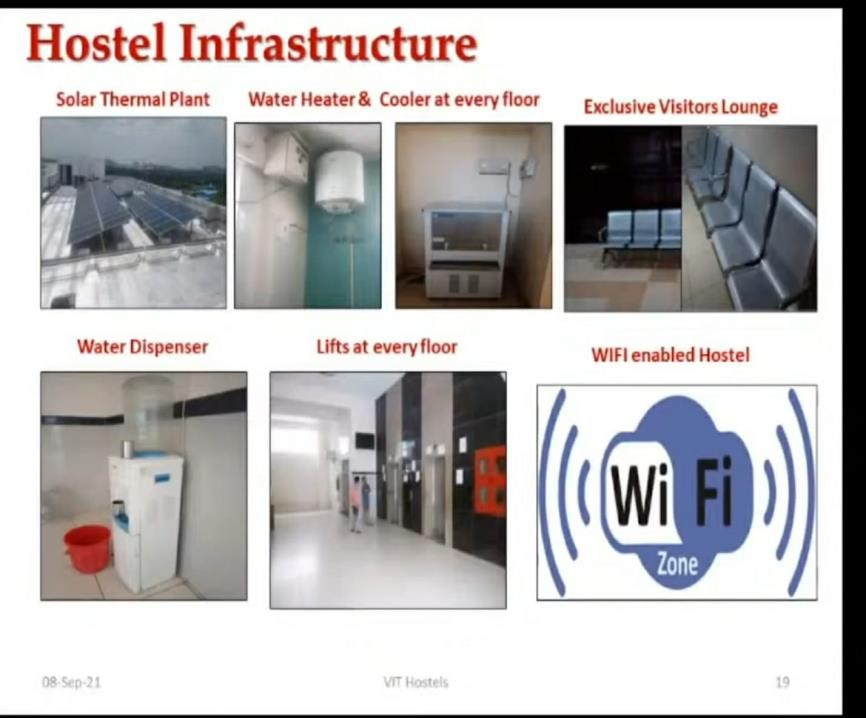 Hostel Infrastructure
Solar Thermal Plant
Water Heater & Cooler at every floor
Exclusive Visitors Lounge
Water Dispenser
Lifts at every floor
WIFI enabled Hostel
Wi Fi
Zone
08-Sep-21
VIT Hostels
19